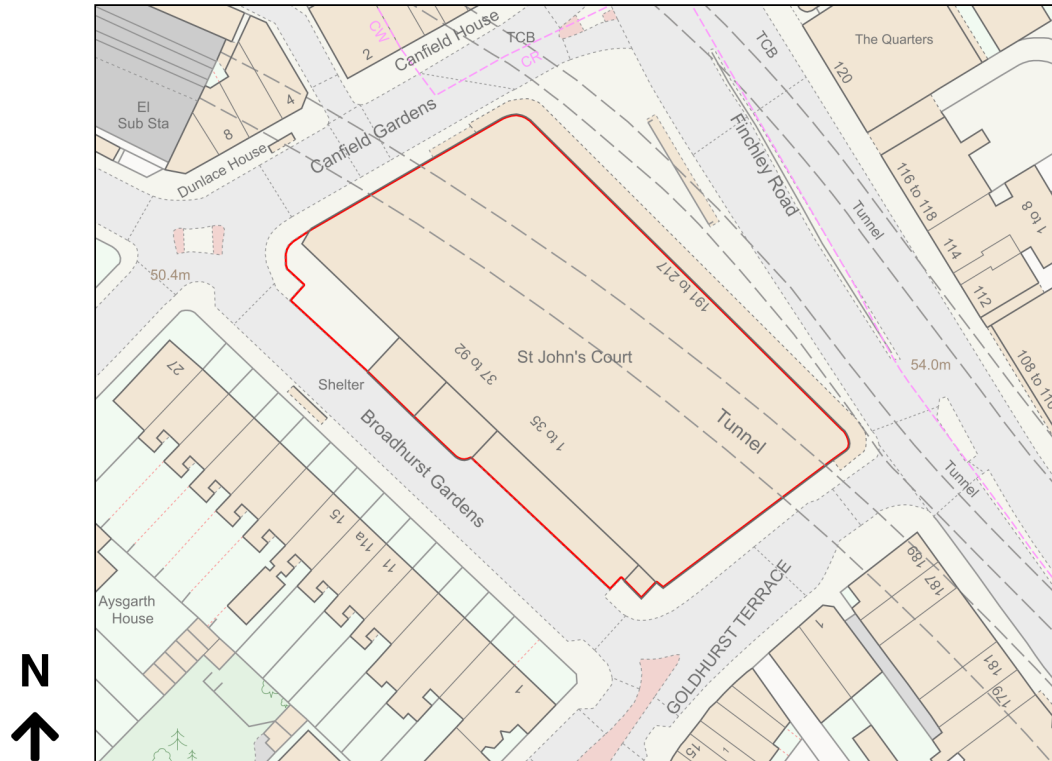 Canfield House
2
CW
TCB
CR
TCB
The Quarters
120
El
Sub Sta
4
8
Dunlace House
Canfield Gardens
Finchley Road
Tunnel
116 to 118
114
112
1 to 8
108 to 110
50.4m
54.0m
191 to 217
St John's Court
37 to 92
1 to 35
Tunnel
Tunnel
Shelter
Broadhurst Gardens
27
15
11a
11
1
Aysgarth
House
GOLDHURST TERRACE
189
187
181
179
1
15
N